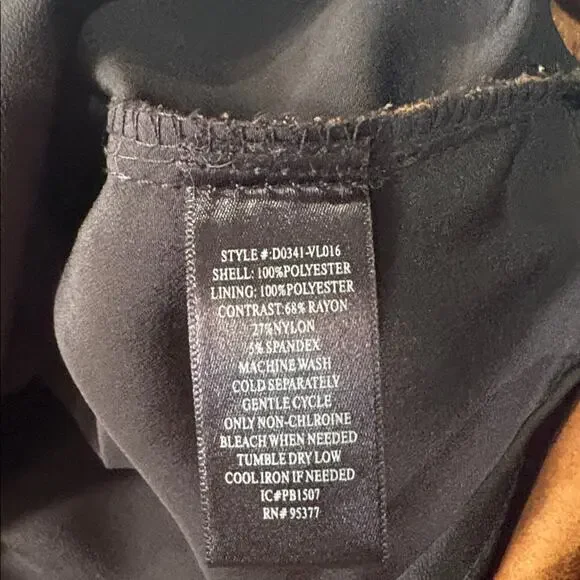 STYLE #:D0341-VL016
SHELL: 100%POLYESTER
LINING: 100%POLYESTER
CONTRAST:68% RAYON
27%NYLON
5% SPANDEX
MACHINE WASH
COLD SEPARATELY
GENTLE CYCLE
ONLY NON-CHLROINE
BLEACH WHEN NEEDED
TUMBLE DRY LOW
COOL IRON IF NEEDED
IC#PB1507
RN# 95377